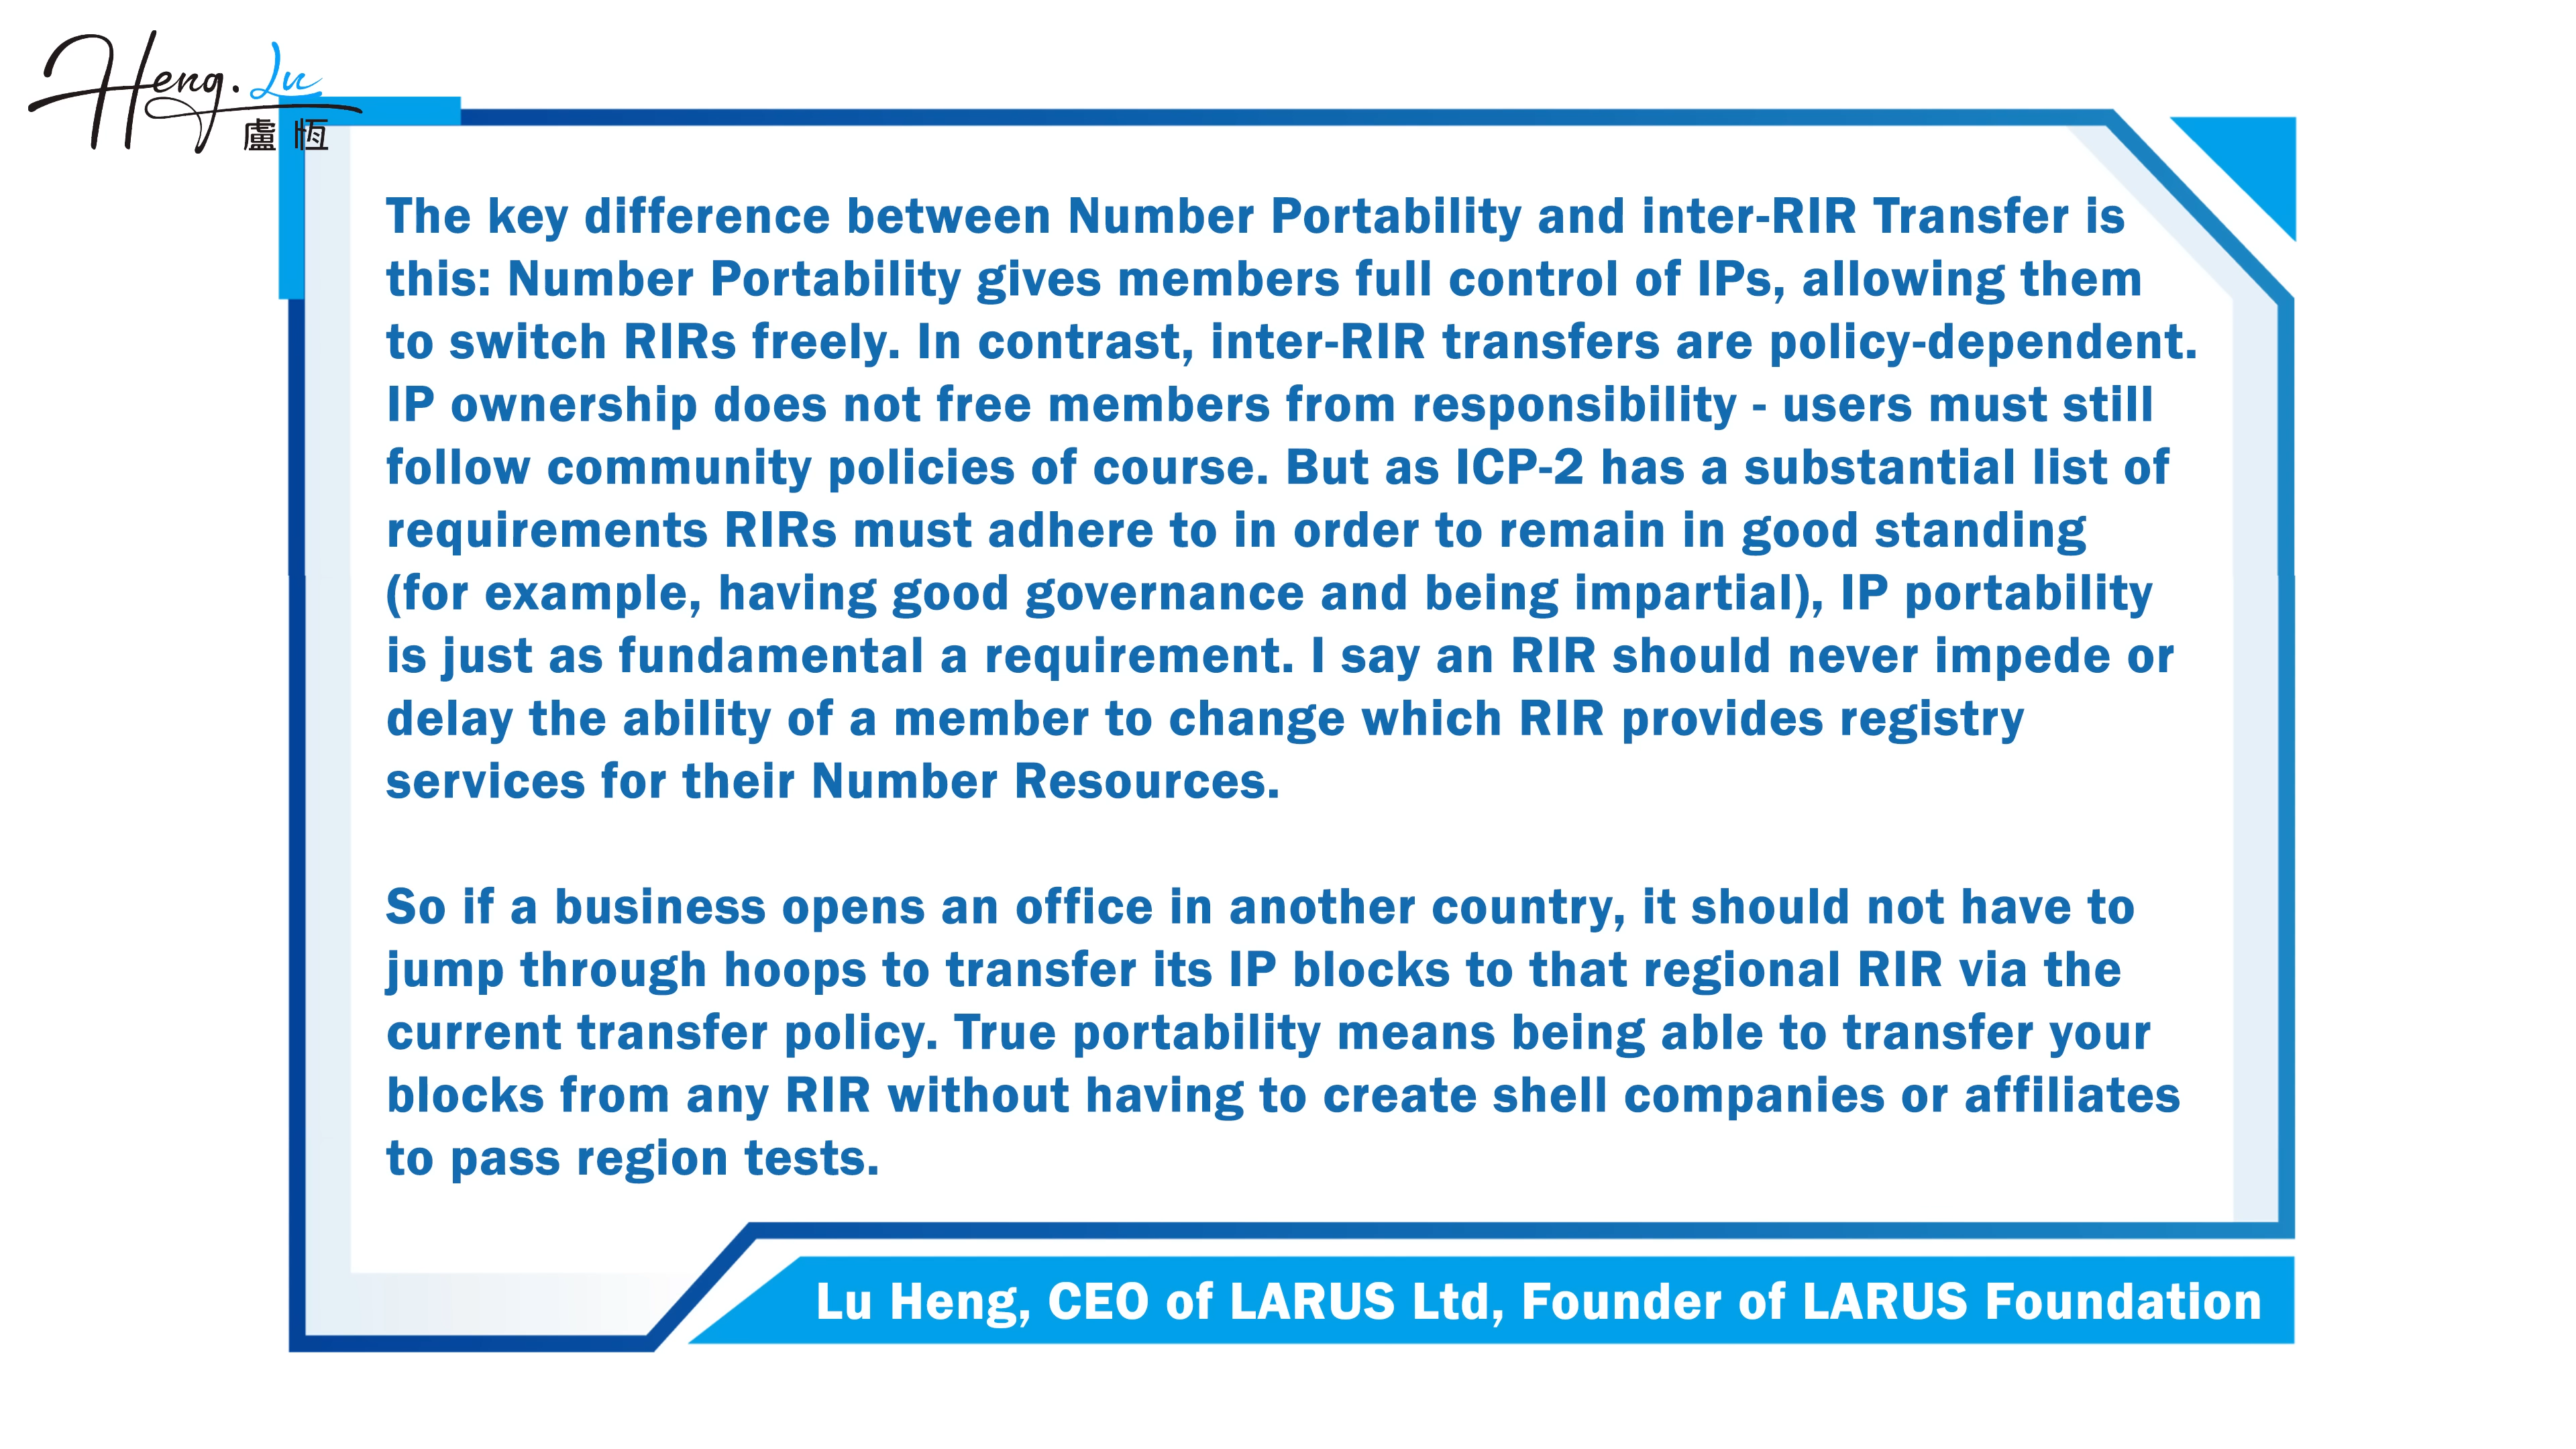 Heng.Lu
盧恆
The key difference between Number Portability and inter-RIR Transfer is
this: Number Portability gives members full control of IPs, allowing them
to switch RIRs freely. In contrast, inter-RIR transfers are policy-dependent.
IP ownership does not free members from responsibility - users must still
follow community policies of course. But as ICP-2 has a substantial list of
requirements RIRs must adhere to in order to remain in good standing
(for example, having good governance and being impartial), IP portability
is just as fundamental a requirement. I say an RIR should never impede or
delay the ability of a member to change which RIR provides registry
services for their Number Resources.
So if a business opens an office in another country, it should not have to
jump through hoops to transfer its IP blocks to that regional RIR via the
current transfer policy. True portability means being able to transfer your
blocks from any RIR without having to create shell companies or affiliates
to pass region tests.
Lu Heng, CEO of LARUS Ltd, Founder of LARUS Foundation